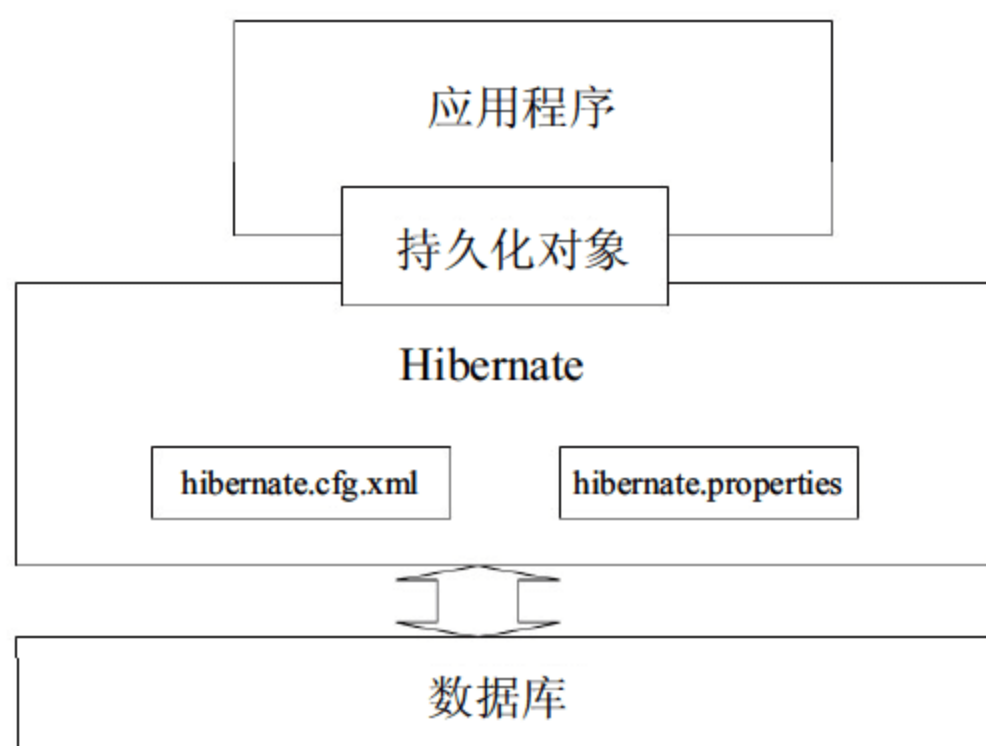 应用程序
持久化对象
Hibernate
hibernate.cfg.xml
hibernate.properties
数据库